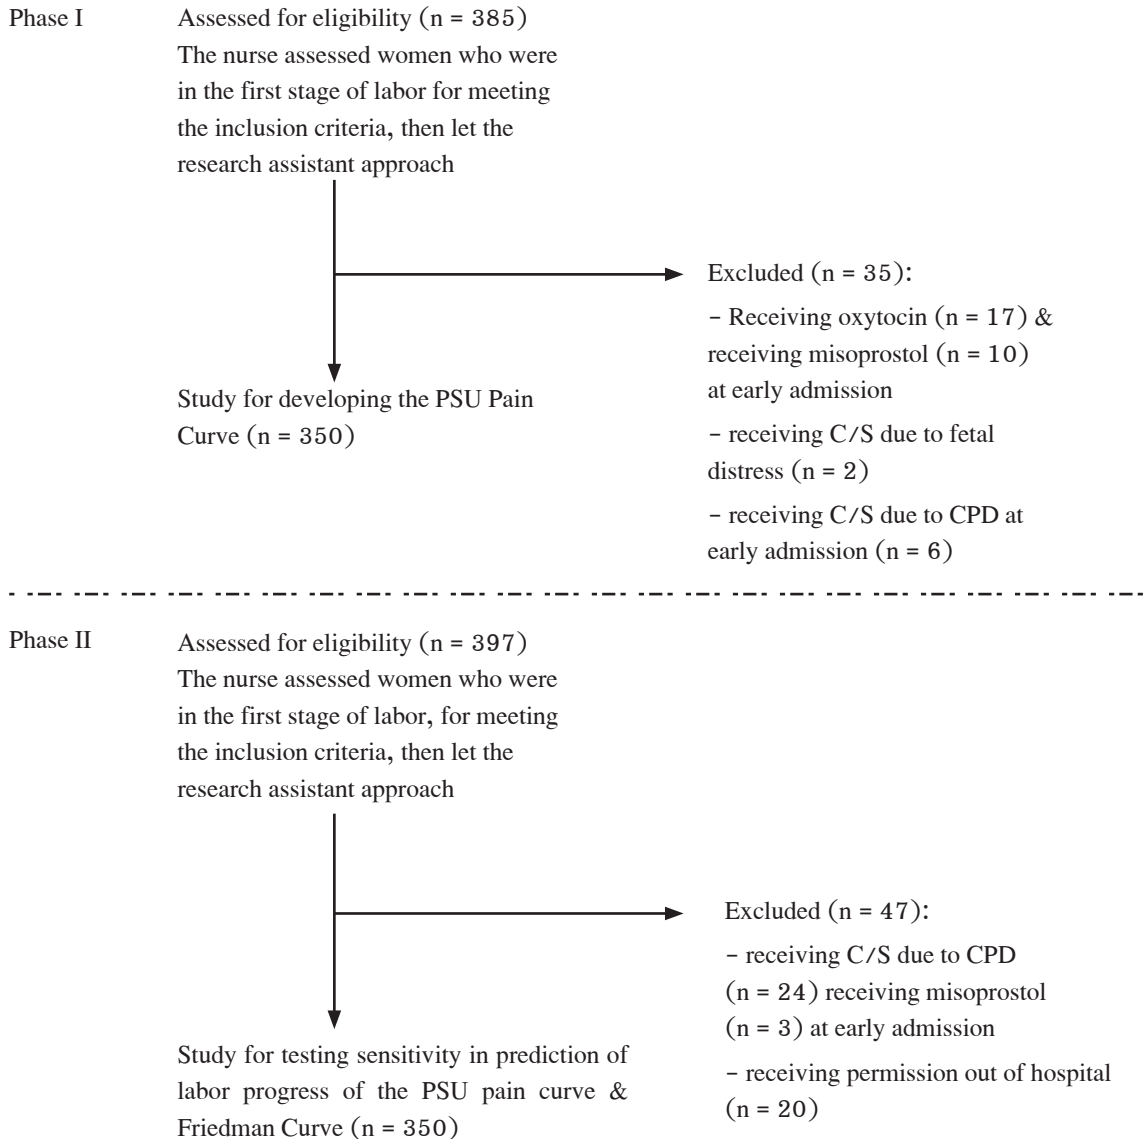 Phase I
Assessed for eligibility (n = 385)
The nurse assessed women who were
in the first stage of labor for meeting
the inclusion criteria, then let the
research assistant approach
Excluded (n = 35):
- Receiving oxytocin (n = 17) &
receiving misoprostol (n = 10)
at early admission
- receiving C/S due to fetal
distress (n = 2)
- receiving C/S due to CPD at
early admission (n = 6)
Study for developing the PSU Pain
Curve (n = 350)
Phase II
Assessed for eligibility (n = 397)
The nurse assessed women who were
in the first stage of labor, for meeting
the inclusion criteria, then let the
research assistant approach
Excluded (n = 47):
- receiving C/S due to CPD
(n = 24) receiving misoprostol
(n = 3) at early admission
- receiving permission out of hospital
(n = 20)
Study for testing sensitivity in prediction of
labor progress of the PSU pain curve &
Friedman Curve (n = 350)